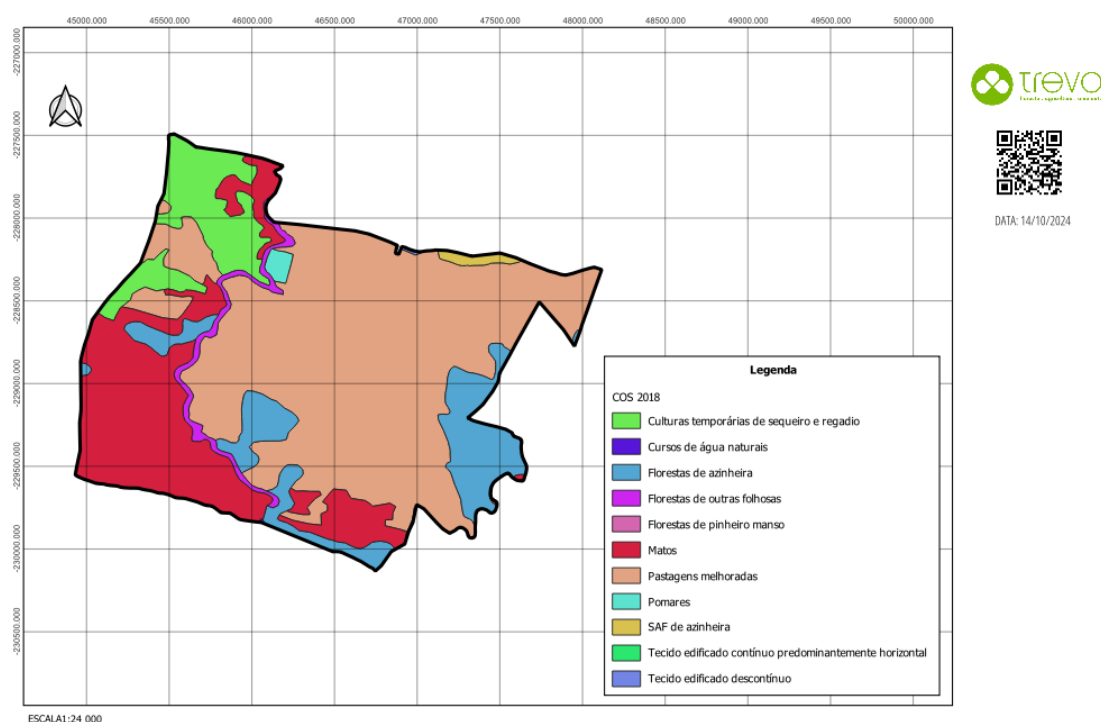 45000.000 45500.000 46000.000 46500.000 47000.000 47500.000 48000.000 48500.000 49000.000 49500.000 50000.000
-227000.000
-227500.000
-228000.000
-228500.000
-229000.000
-229500.000
-230000.000
-230500.000
trevo
DATA: 14/10/2024
Legenda
COS 2018
Culturas temporárias de sequeiro e regadio
Cursos de água naturais
Florestas de azinheira
Florestas de outras folhosas
Florestas de pinheiro manso
Matos
Pastagens melhoradas
Pomares
SAF de azinheira
Tecido edificado contínuo predominantemente horizontal
Tecido edificado descontínuo
ESCALA1:24 000